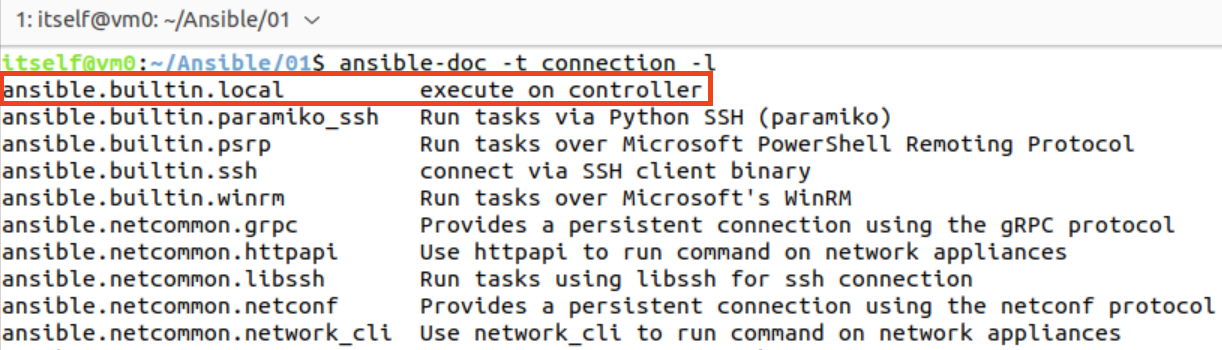 1: itself@vm0: ~/Ansible/01
itself@vm0:~/Ansible/01$ ansible-doc -t connection -l
ansible.builtin.local          execute on controller
ansible.builtin.paramiko_ssh   Run tasks via Python SSH (paramiko)
ansible.builtin.psrp           Run tasks over Microsoft PowerShell Remoting Protocol
ansible.builtin.ssh            connect via SSH client binary
ansible.builtin.winrm          Run tasks over Microsoft's WinRM
ansible.netcommon.grpc         Provides a persistent connection using the gRPC protocol
ansible.netcommon.httpapi      Use httpapi to run command on network appliances
ansible.netcommon.libssh       Run tasks using libssh for ssh connection
ansible.netcommon.netconf      Provides a persistent connection using the netconf protocol
ansible.netcommon.network_cli  Use network_cli to run command on network appliances